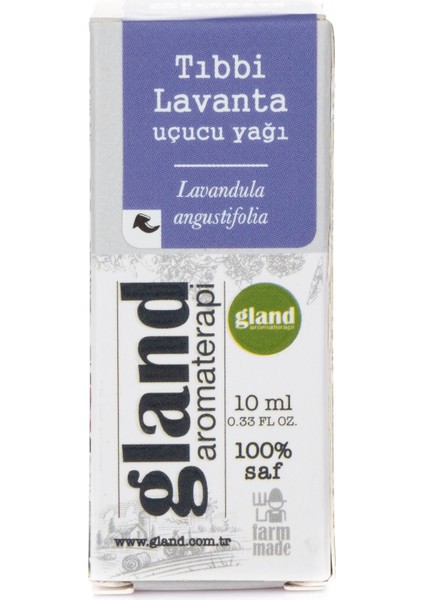 Tıbbi
Lavanta
uçucu yağı
Lavandula
angustifolia
gland
aromaterapi
gland
aromaterapi
10 ml
0.33 FL OZ.
100%
saf
farm
made
www.gland.com.tr